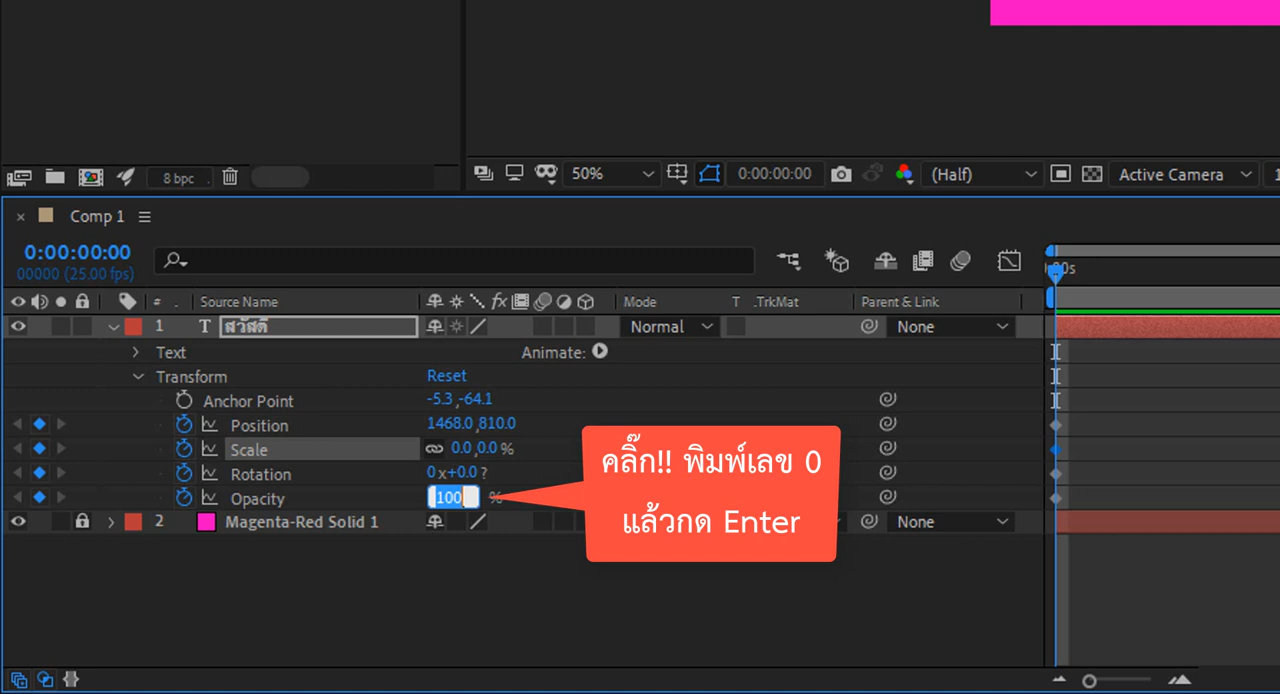 8 bpc
50%
0:00:00:00
(Half)
Active Camera
1
Comp 1
0:00:00:00
00000 (25.00 fps)
00s
# . Source Name
Mode T .TrkMat Parent & Link
1 T สวัสดี Normal None
Text Animate:
Transform Reset
Anchor Point -5.3,-64.1
Position 1468.0,810.0
Scale 0.0,0.0 %
Rotation 0 x+0.0 ?
Opacity 100 %
2 Magenta-Red Solid 1 None
คลิ๊ก!! พิมพ์เลข 0
แล้วกด Enter